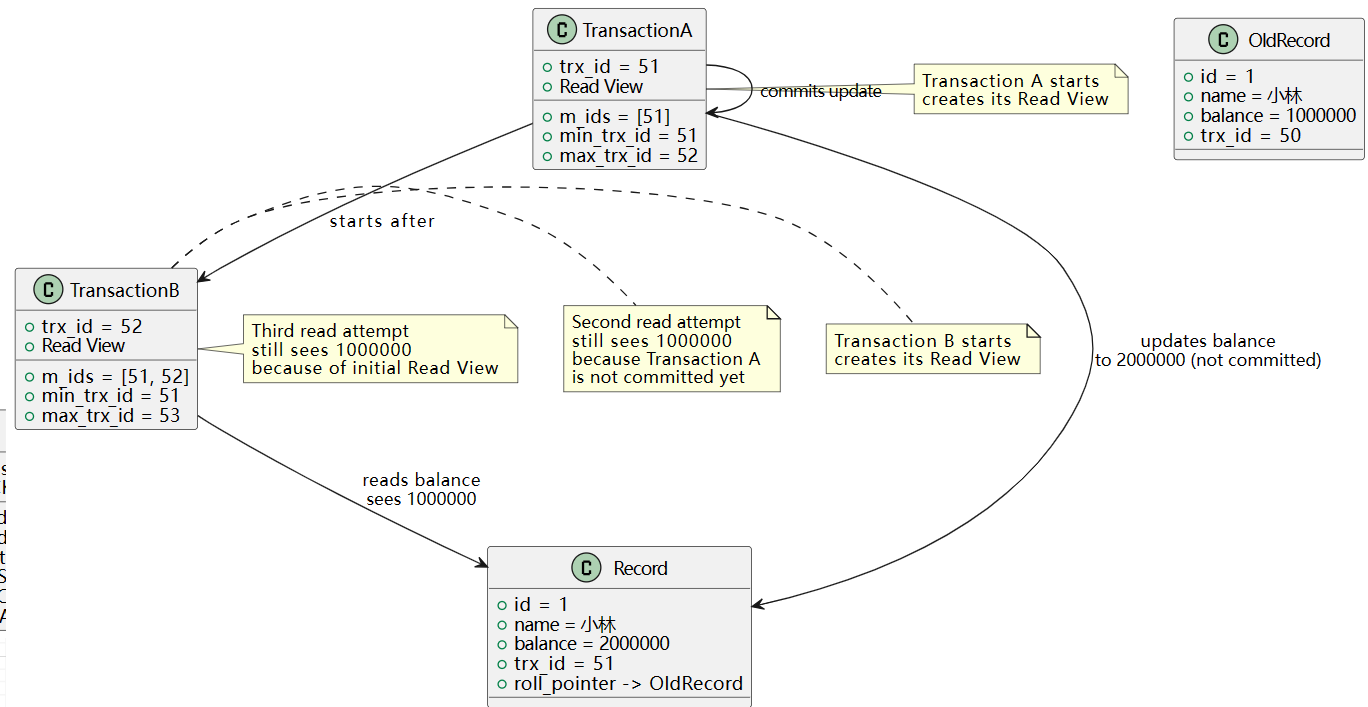 C TransactionA
trx_id = 51
Read View
m_ids = [51]
min_trx_id = 51
max_trx_id = 52
commits update
Transaction A starts
creates its Read View
C OldRecord
id = 1
name = 小林
balance = 1000000
trx_id = 50
starts after
C TransactionB
trx_id = 52
Read View
m_ids = [51, 52]
min_trx_id = 51
max_trx_id = 53
Third read attempt
still sees 1000000
because of initial Read View
Second read attempt
still sees 1000000
because Transaction A
is not committed yet
Transaction B starts
creates its Read View
updates balance
to 2000000 (not committed)
reads balance
sees 1000000
C Record
id = 1
name = 小林
balance = 2000000
trx_id = 51
roll_pointer -> OldRecord